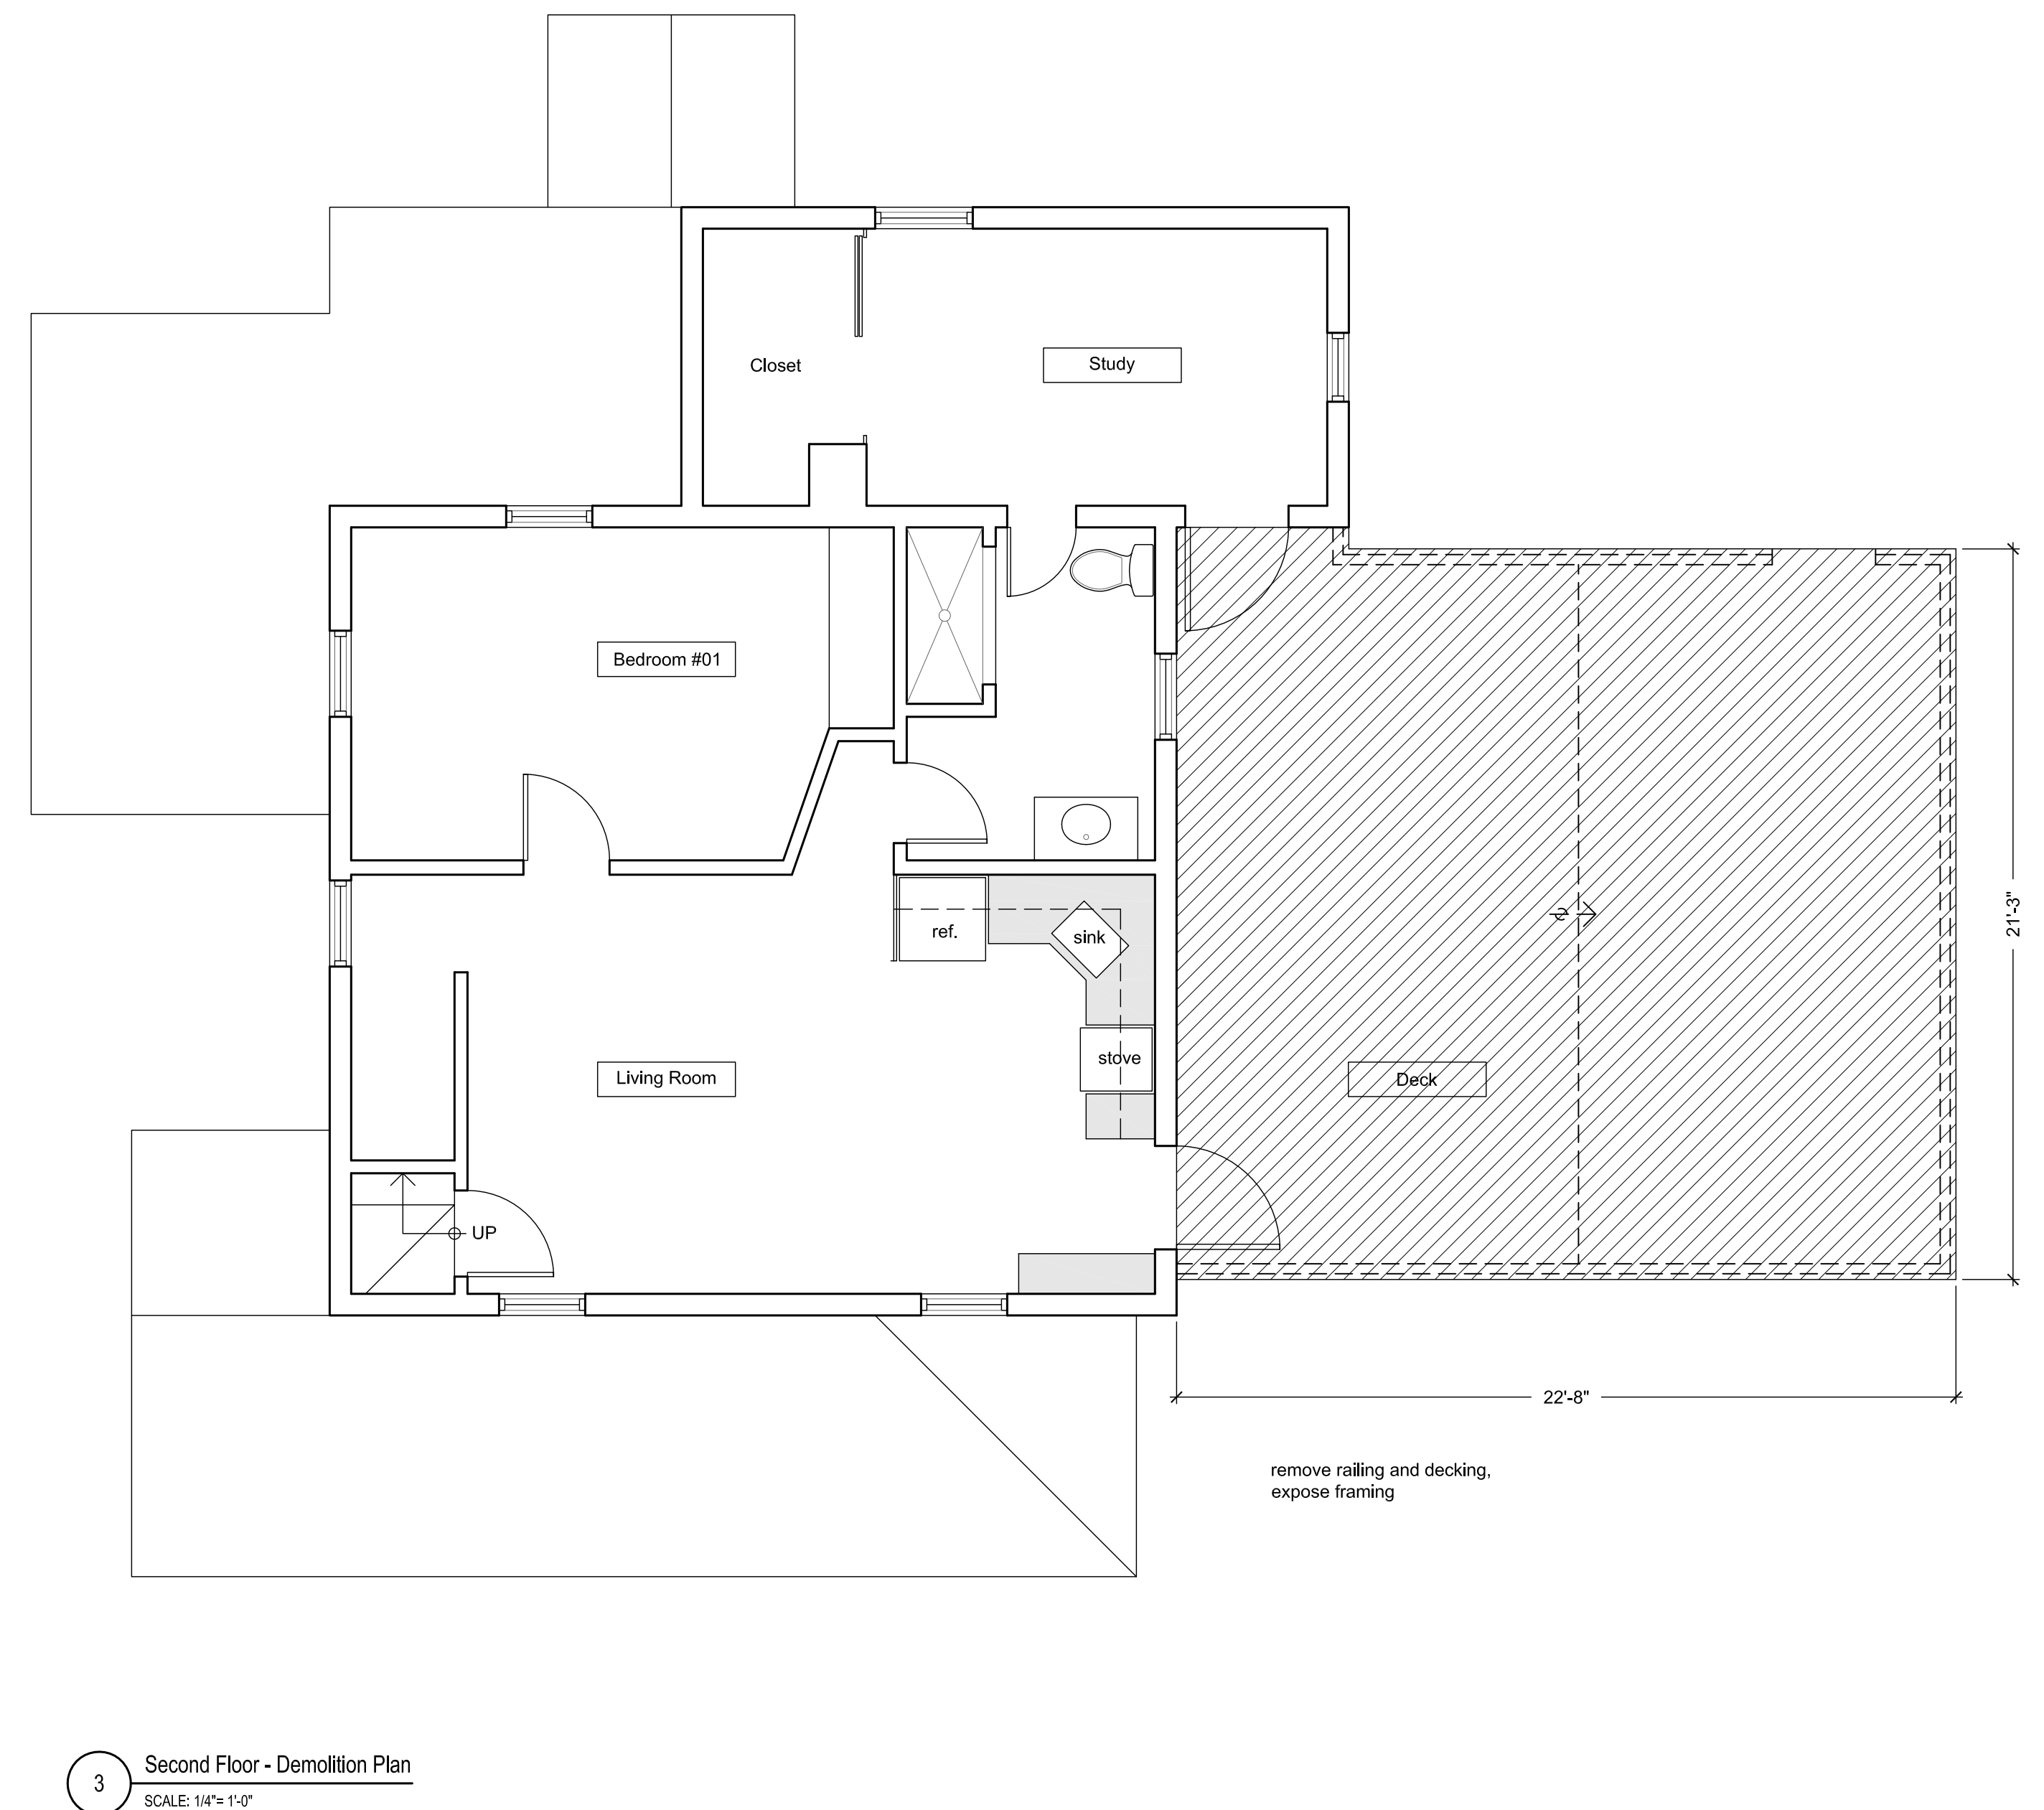 Closet
Study
Bedroom #01
ref.
sink
stove
Living Room
Deck
UP
21'-3"
22'-8"
remove railing and decking,
expose framing
3
Second Floor - Demolition Plan
SCALE: 1/4"= 1'-0"